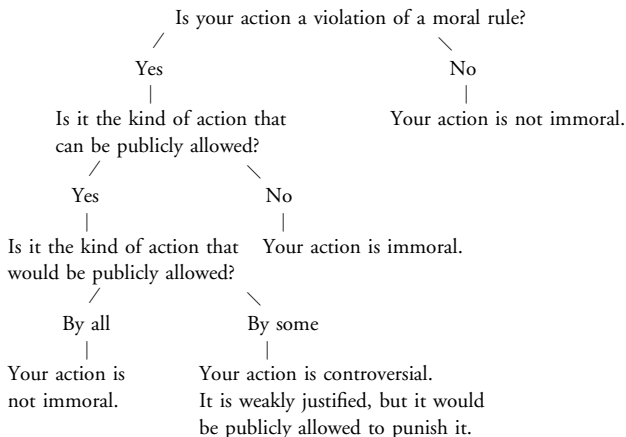 Is your action a violation of a moral rule?
Yes
No
Is it the kind of action that
can be publicly allowed?
Your action is not immoral.
Yes
No
Is it the kind of action that
would be publicly allowed?
Your action is immoral.
By all
By some
Your action is
not immoral.
Your action is controversial.
It is weakly justified, but it would
be publicly allowed to punish it.